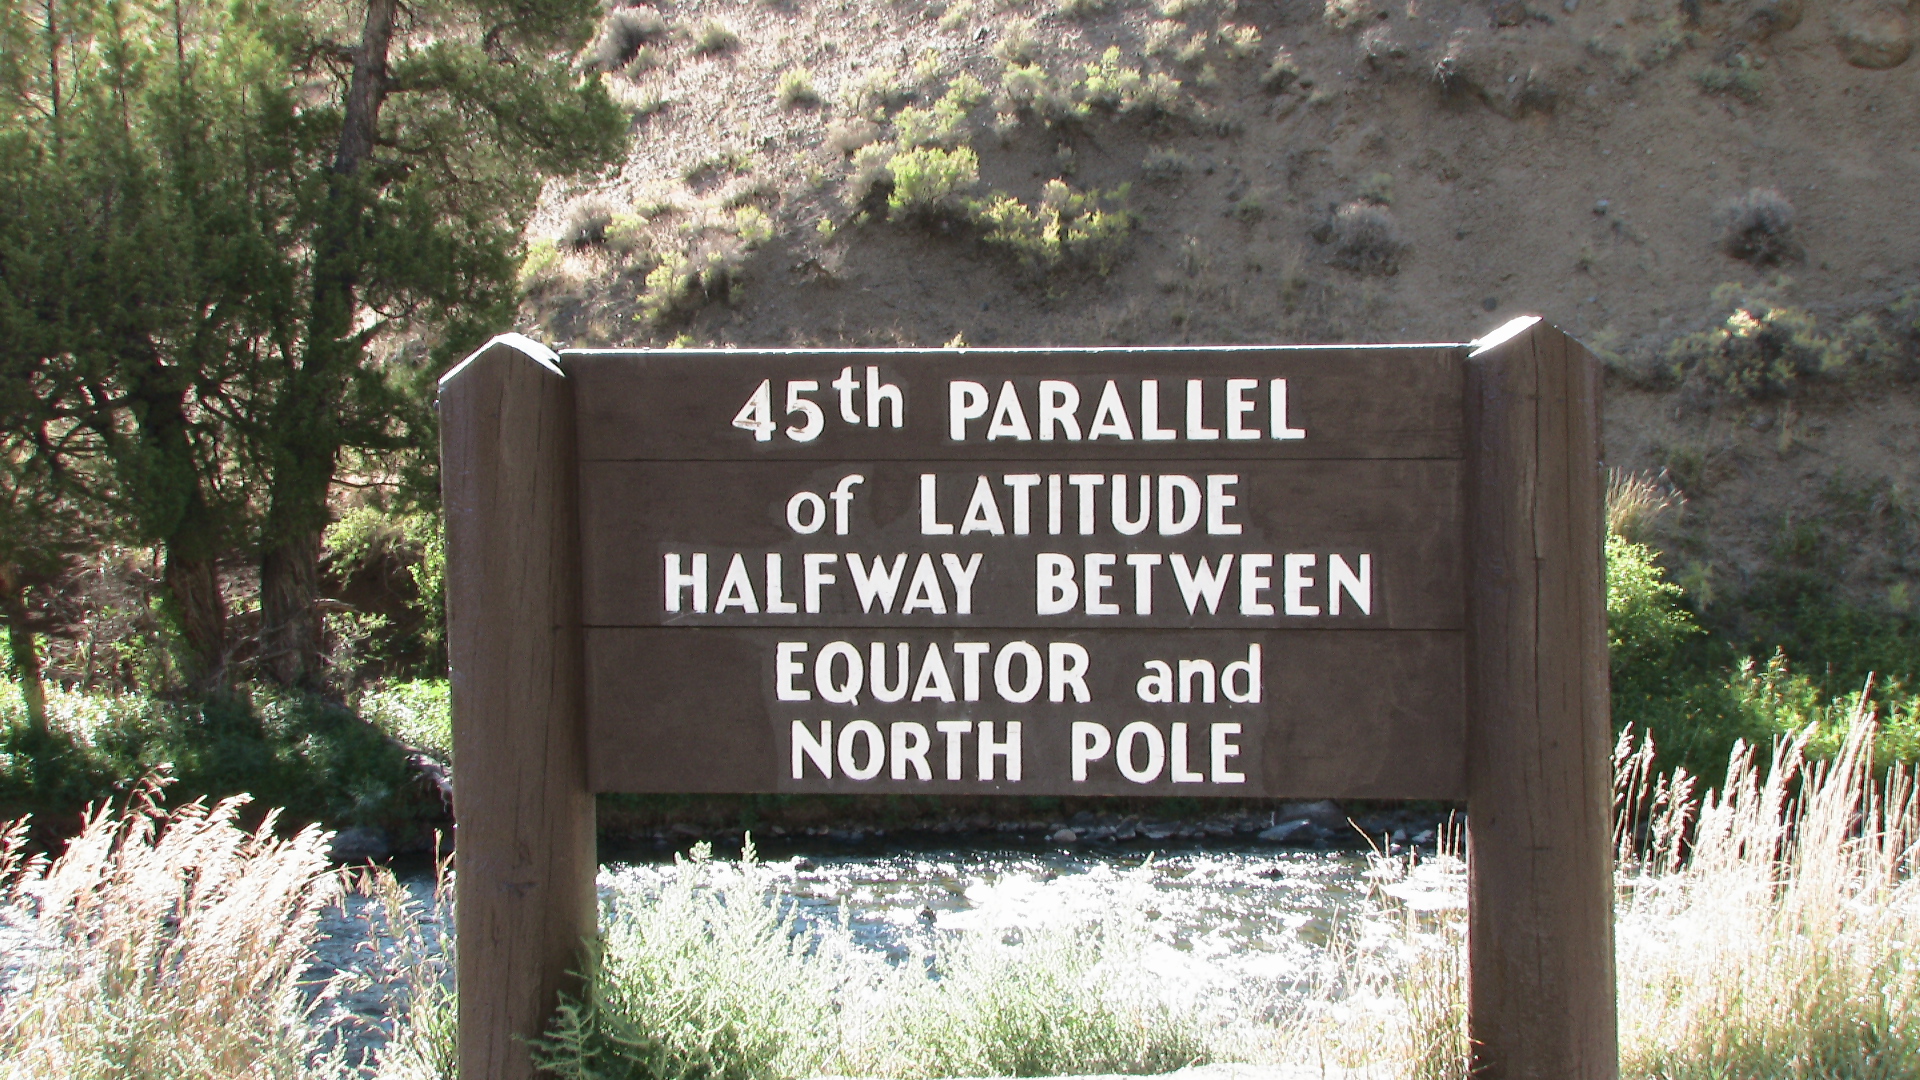 45th PARALLEL
of LATITUDE
HALFWAY BETWEEN
EQUATOR and
NORTH POLE